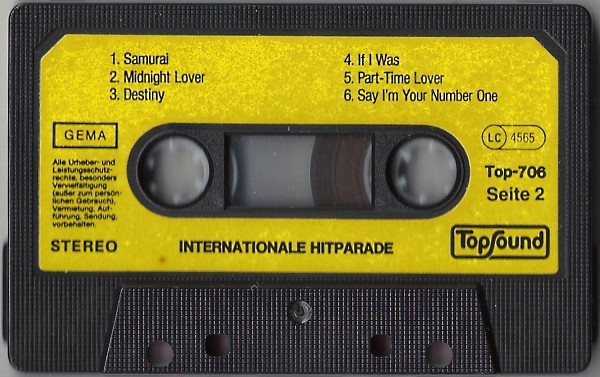 1. Samurai
2. Midnight Lover
3. Destiny
4. If I Was
5. Part-Time Lover
6. Say I'm Your Number One
GEMA
Alle Urheber- und
Leistungsschutz-
rechte, besonders
Vervielfältigung
(außer zum persön-
lichen Gebrauch),
Vermietung, Auf-
führung, Sendung,
vorbehalten.
STEREO
INTERNATIONALE HITPARADE
LC 4565
Top-706
Seite 2
TopSound